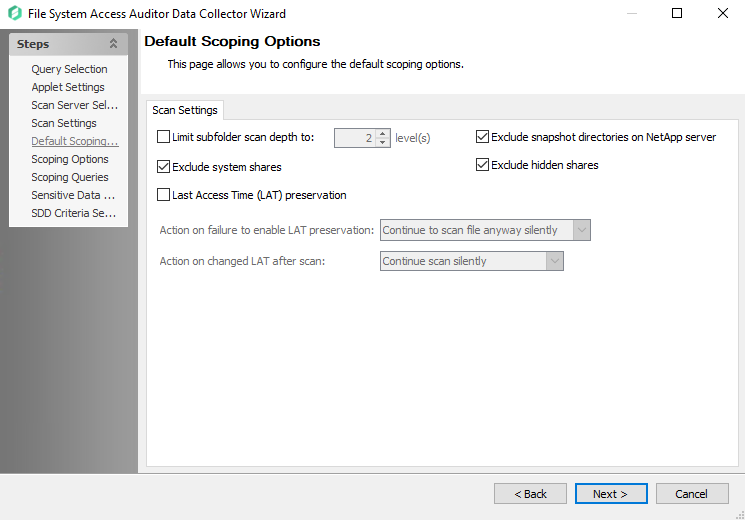 File System Access Auditor Data Collector Wizard
Steps
Query Selection
Applet Settings
Scan Server Sel...
Scan Settings
Default Scoping...
Scoping Options
Scoping Queries
Sensitive Data ...
SDD Criteria Se...
Default Scoping Options
This page allows you to configure the default scoping options.
Scan Settings
Limit subfolder scan depth to: 2 level(s)
Exclude snapshot directories on NetApp server
Exclude system shares
Exclude hidden shares
Last Access Time (LAT) preservation
Action on failure to enable LAT preservation: Continue to scan file anyway silently
Action on changed LAT after scan: Continue scan silently
< Back
Next >
Cancel